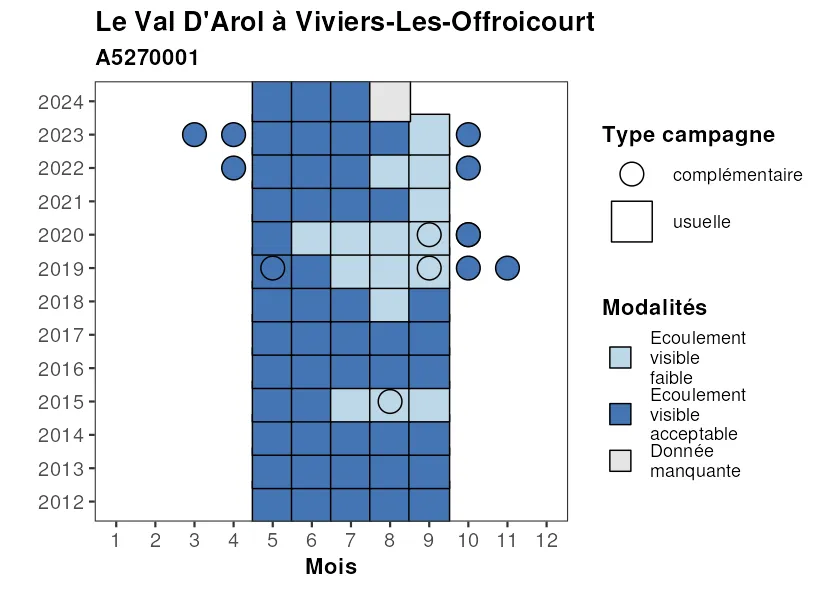 Le Val D'Arol à Viviers-Les-Offroicourt
A5270001
2024
2023
2022
2021
2020
2019
2018
2017
2016
2015
2014
2013
2012
1 2 3 4 5 6 7 8 9 10 11 12
Mois
Type campagne
complémentaire
usuelle
Modalités
Ecoulement
visible
faible
Ecoulement
visible
acceptable
Donnée
manquante